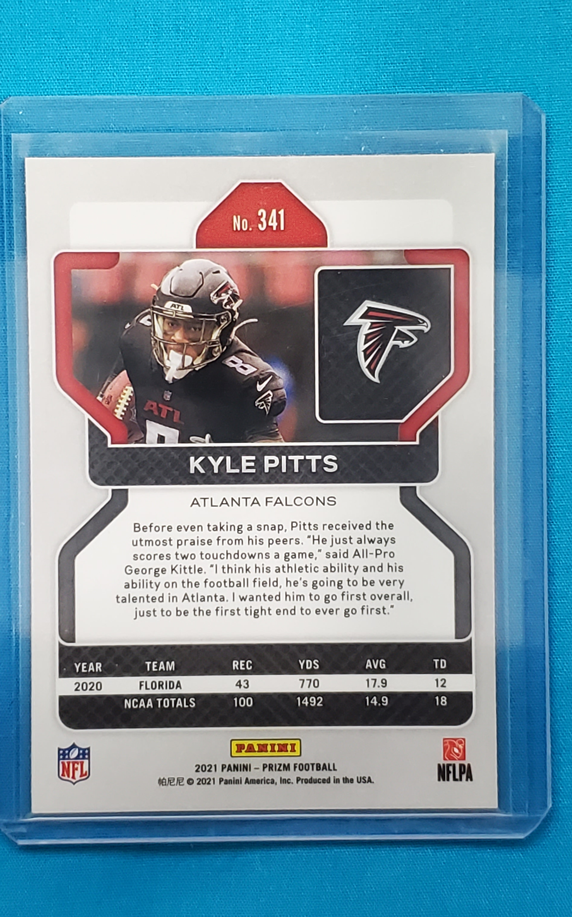 No. 341
ATL
ATL
8
8
KYLE PITTS
ATLANTA FALCONS
Before even taking a snap, Pitts received the
utmost praise from his peers. "He just always
scores two touchdowns a game," said All-Pro
George Kittle. "I think his athletic ability and his
ability on the football field, he's going to be very
talented in Atlanta. I wanted him to go first overall,
just to be the first tight end to ever go first."
YEAR TEAM REC YDS AVG TD
2020 FLORIDA 43 770 17.9 12
NCAA TOTALS 100 1492 14.9 18
NFL
PANINI
NFLPA
2021 PANINI – PRIZM FOOTBALL
帕尼尼 © 2021 Panini America, Inc. Produced in the USA.